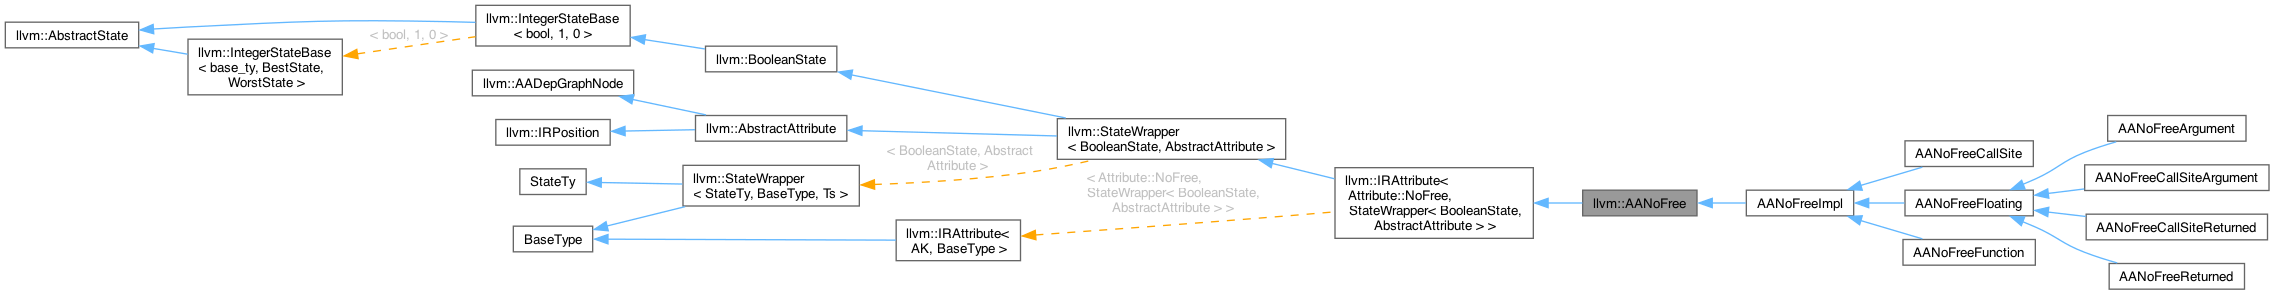 llvm::AbstractState
llvm::IntegerStateBase
< base_ty, BestState,
WorstState >
< bool, 1, 0 >
llvm::IntegerStateBase
< bool, 1, 0 >
llvm::BooleanState
llvm::AADepGraphNode
llvm::IRPosition
llvm::AbstractAttribute
StateTy
BaseType
llvm::StateWrapper
< StateTy, BaseType, Ts >
< BooleanState, Abstract
Attribute >
llvm::IRAttribute<
AK, BaseType >
llvm::StateWrapper
< BooleanState, AbstractAttribute >
< Attribute::NoFree,
StateWrapper< BooleanState,
AbstractAttribute > >
llvm::IRAttribute<
Attribute::NoFree,
StateWrapper< BooleanState,
AbstractAttribute > >
llvm::AANoFree
AANoFreeImpl
AANoFreeCallSite
AANoFreeFloating
AANoFreeFunction
AANoFreeArgument
AANoFreeCallSiteArgument
AANoFreeCallSiteReturned
AANoFreeReturned